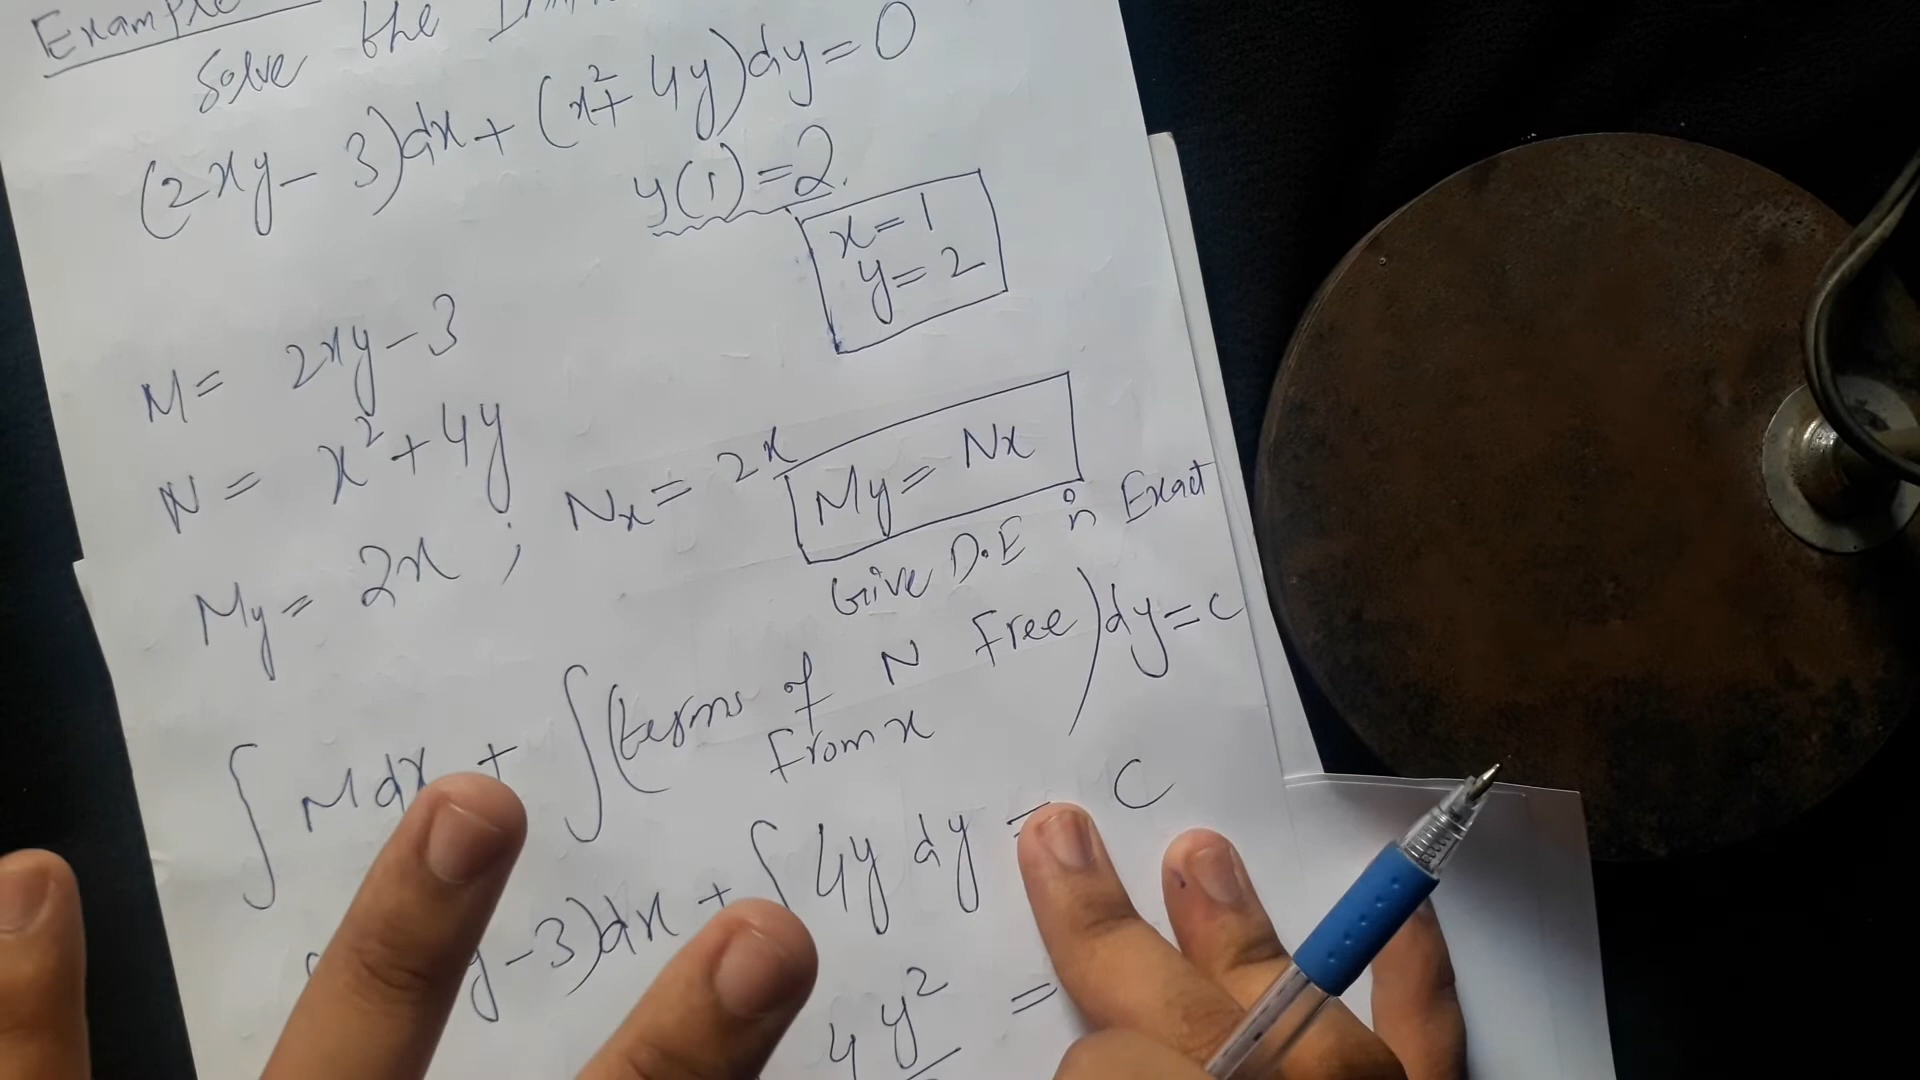 Example
Solve the
(2xy - 3)dx + (x² + 4y)dy = 0
y(1) = 2.
x = 1
y = 2
M = 2xy - 3
N = x² + 4y
My = 2x ; Nx = 2x
My = Nx
Give D.E is Exact
∫ M dx + ∫ (terms of N Free From x) dy = c
y - 3)dx + ∫ 4y dy = C
4y² =